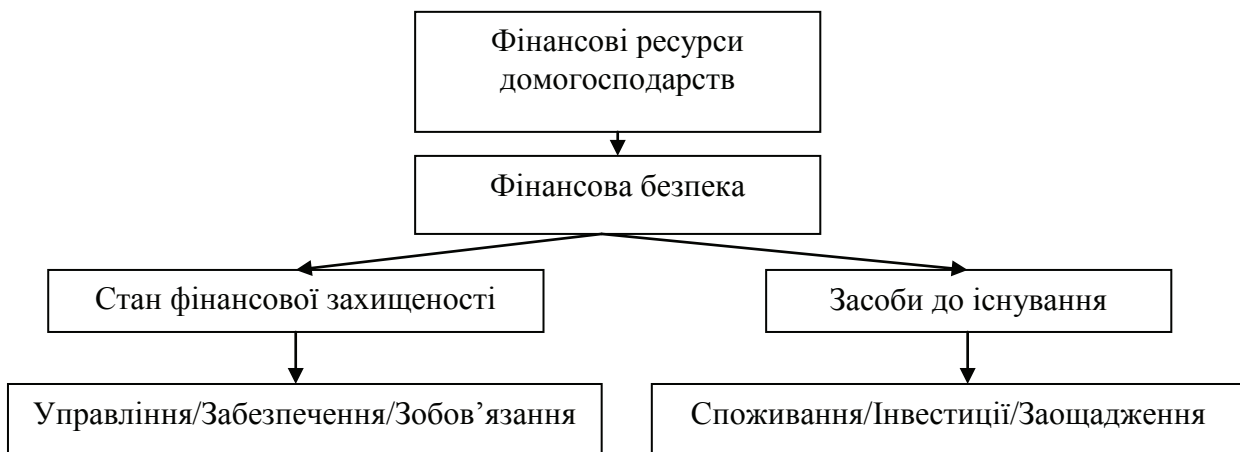 Фінансові ресурси
домогосподарств
Фінансова безпека
Стан фінансової захищеності
Засоби до існування
Управління/Забезпечення/Зобов’язання
Споживання/Інвестиції/Заощадження